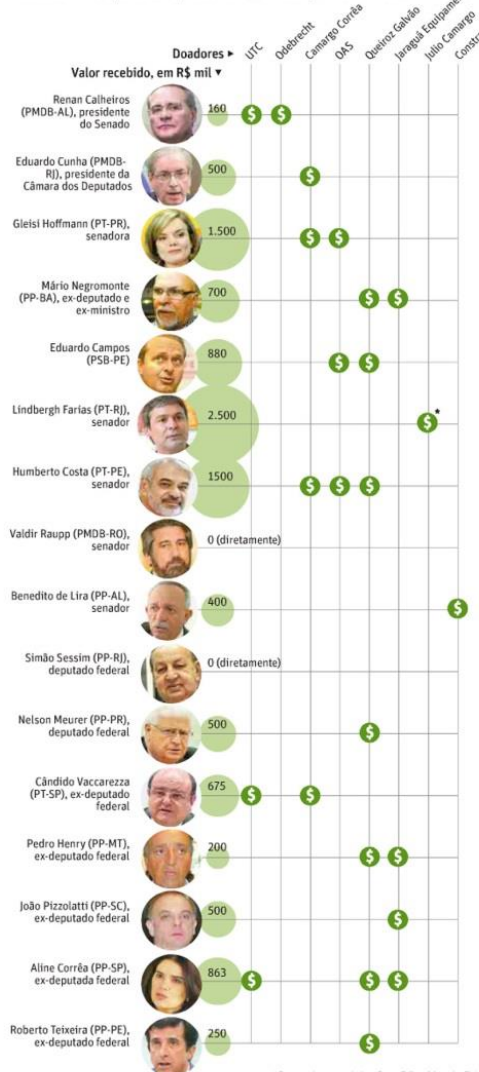 Doadores ▸
UTC
Odebrecht
Camargo Corrêa
OAS
Queiroz Galvão
Jaraguá Equipame
Julio Camargo
Constr
Valor recebido, em R$ mil ▾
Renan Calheiros
(PMDB-AL), presidente
do Senado
160
$ $
Eduardo Cunha (PMDB-
RJ), presidente da
Câmara dos Deputados
500
$
Gleisi Hoffmann (PT-PR),
senadora
1.500
$ $
Mário Negromonte
(PP-BA), ex-deputado e
ex-ministro
700
$ $
Eduardo Campos
(PSB-PE)
880
$ $
Lindbergh Farias (PT-RJ),
senador
2.500
$ *
Humberto Costa (PT-PE),
senador
1500
$ $ $
Valdir Raupp (PMDB-RO),
senador
0 (diretamente)
Benedito de Lira (PP-AL),
senador
400
$
Simão Sessim (PP-RJ),
deputado federal
0 (diretamente)
Nelson Meurer (PP-PR),
deputado federal
500
$
Cândido Vaccarezza
(PT-SP), ex-deputado
federal
675
$ $
Pedro Henry (PP-MT),
ex-deputado federal
200
$ $
João Pizzolatti (PP-SC),
ex-deputado federal
500
$
Aline Corrêa (PP-SP),
ex-deputada federal
863
$ $ $
Roberto Teixeira (PP-PE),
ex-deputado federal
250
$